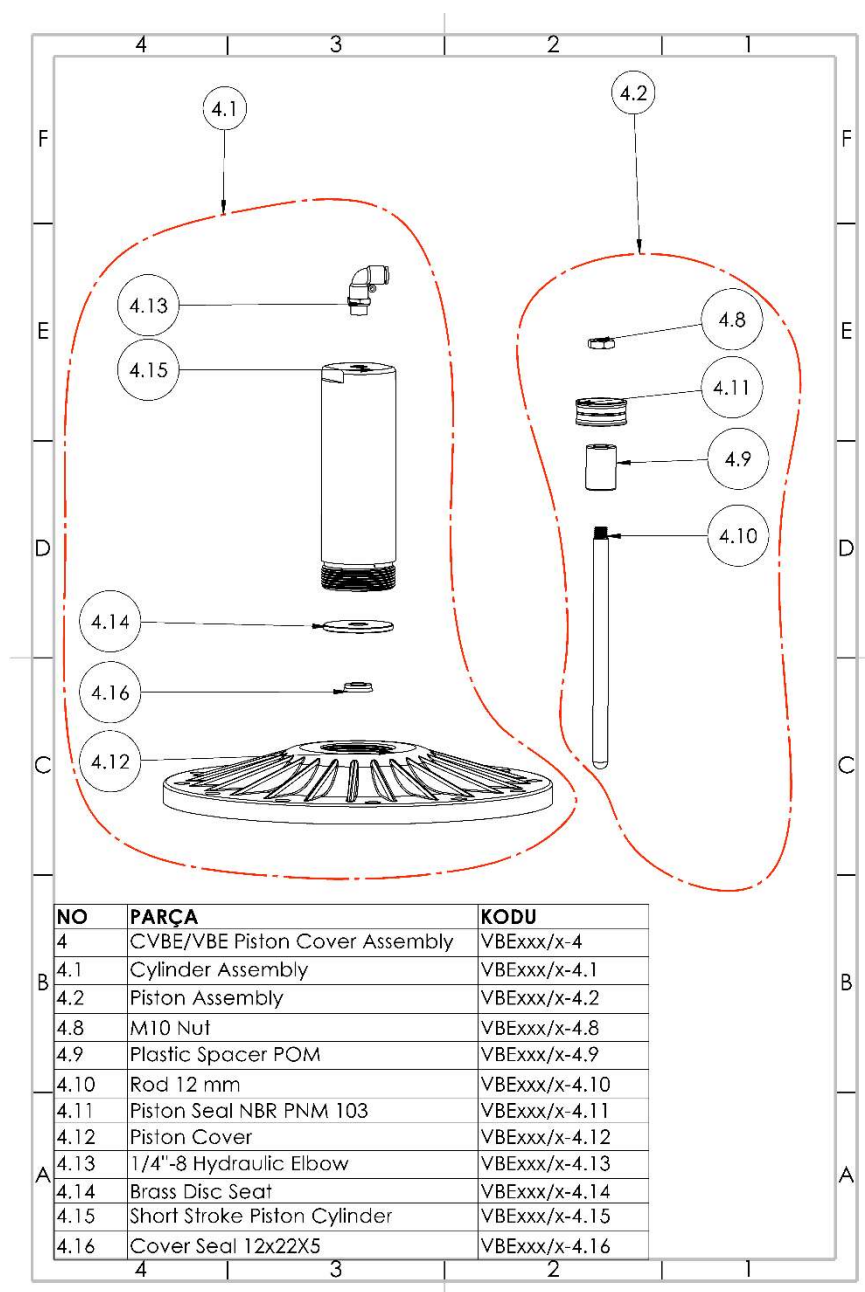 4 3 2 1
4.1
4.2
F F
4.13
4.8
E E
4.15
4.11
4.9
4.10
D D
4.14
4.16
4.12
C C
NO PARÇA KODU
4 CVBE/VBE Piston Cover Assembly VBExxx/x-4
4.1 Cylinder Assembly VBExxx/x-4.1
4.2 Piston Assembly VBExxx/x-4.2
4.8 M10 Nut VBExxx/x-4.8
4.9 Plastic Spacer POM VBExxx/x-4.9
4.10 Rod 12 mm VBExxx/x-4.10
4.11 Piston Seal NBR PNM 103 VBExxx/x-4.11
4.12 Piston Cover VBExxx/x-4.12
4.13 1/4"-8 Hydraulic Elbow VBExxx/x-4.13
4.14 Brass Disc Seat VBExxx/x-4.14
4.15 Short Stroke Piston Cylinder VBExxx/x-4.15
4.16 Cover Seal 12x22X5 VBExxx/x-4.16
B B
A A
4 3 2 1